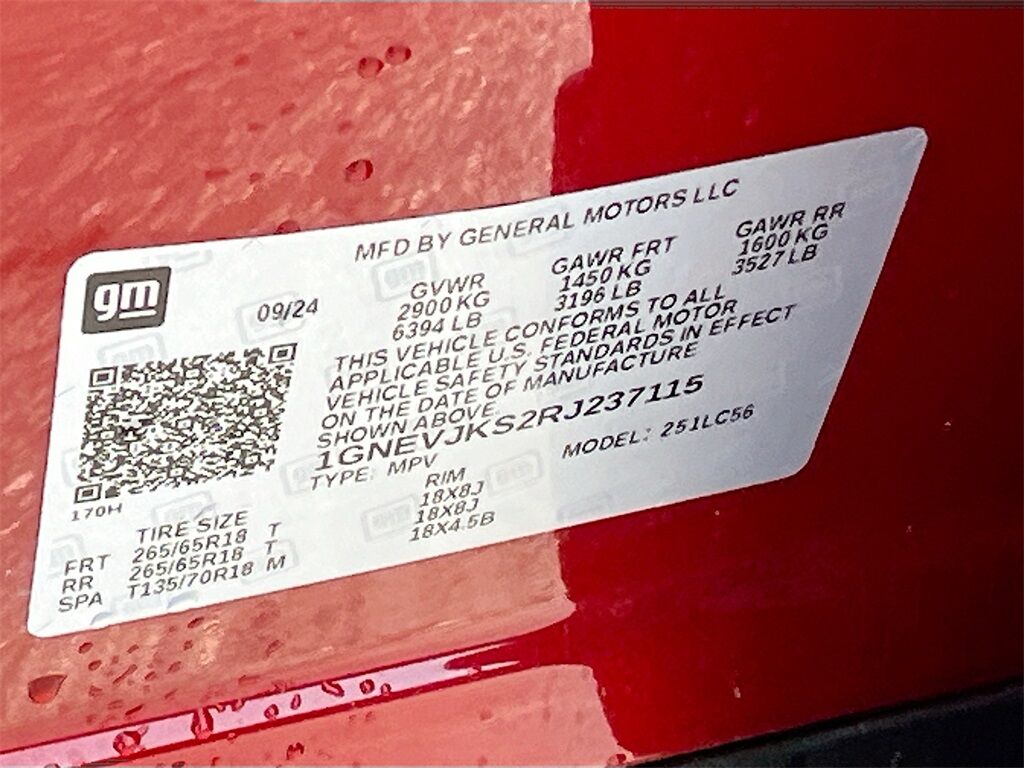 MFD BY GENERAL MOTORS LLC
gm
09/24
GVWR GAWR FRT GAWR RR
2900 KG 1450 KG 1600 KG
6394 LB 3196 LB 3527 LB
THIS VEHICLE CONFORMS TO ALL
APPLICABLE U.S. FEDERAL MOTOR
VEHICLE SAFETY STANDARDS IN EFFECT
ON THE DATE OF MANUFACTURE
SHOWN ABOVE.
1GNEVJKS2RJ237115
TYPE: MPV MODEL: 251LC56
170H
TIRE SIZE RIM
FRT 265/65R18 T 18X8J
RR 265/65R18 T 18X8J
SPA T135/70R18 M 18X4.5B